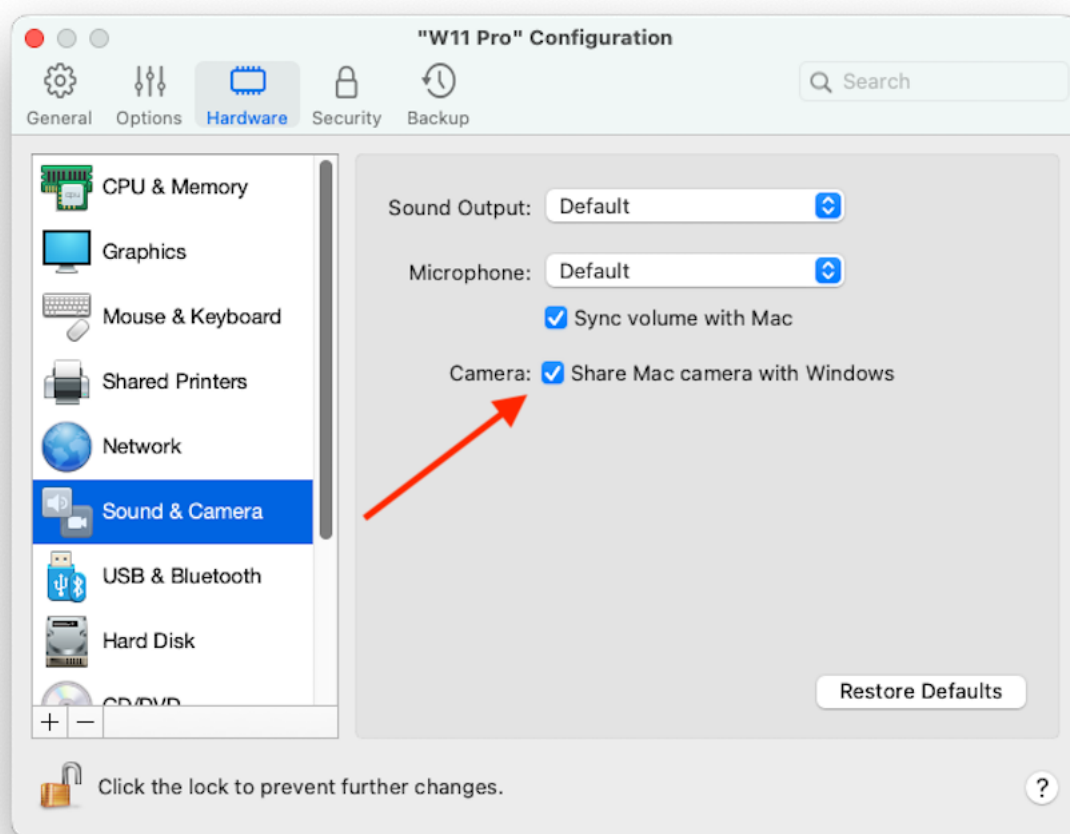 "W11 Pro" Configuration
General Options Hardware Security Backup
Search
CPU & Memory
Graphics
Mouse & Keyboard
Shared Printers
Network
Sound & Camera
USB & Bluetooth
Hard Disk
CD/DVD
Sound Output: Default
Microphone: Default
Sync volume with Mac
Camera: Share Mac camera with Windows
Restore Defaults
Click the lock to prevent further changes.
?